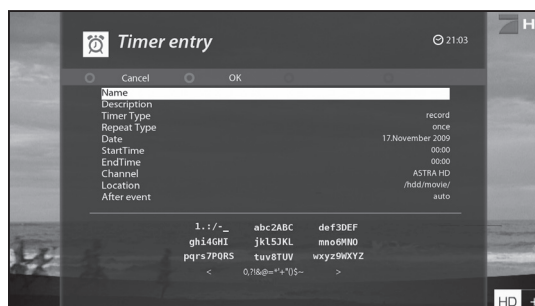 Timer entry
21:03
Cancel OK
Name
Description
Timer Type record
Repeat Type once
Date 17.November 2009
StartTime 00:00
EndTime 00:00
Channel ASTRA HD
Location /hdd/movie/
After event auto
1.:/-_ abc2ABC def3DEF
ghi4GHI jkl5JKL mno6MNO
pqrs7PQRS tuv8TUV wxyz9WXYZ
< 0,?!&@=*'+"()$~ >
H
HD +